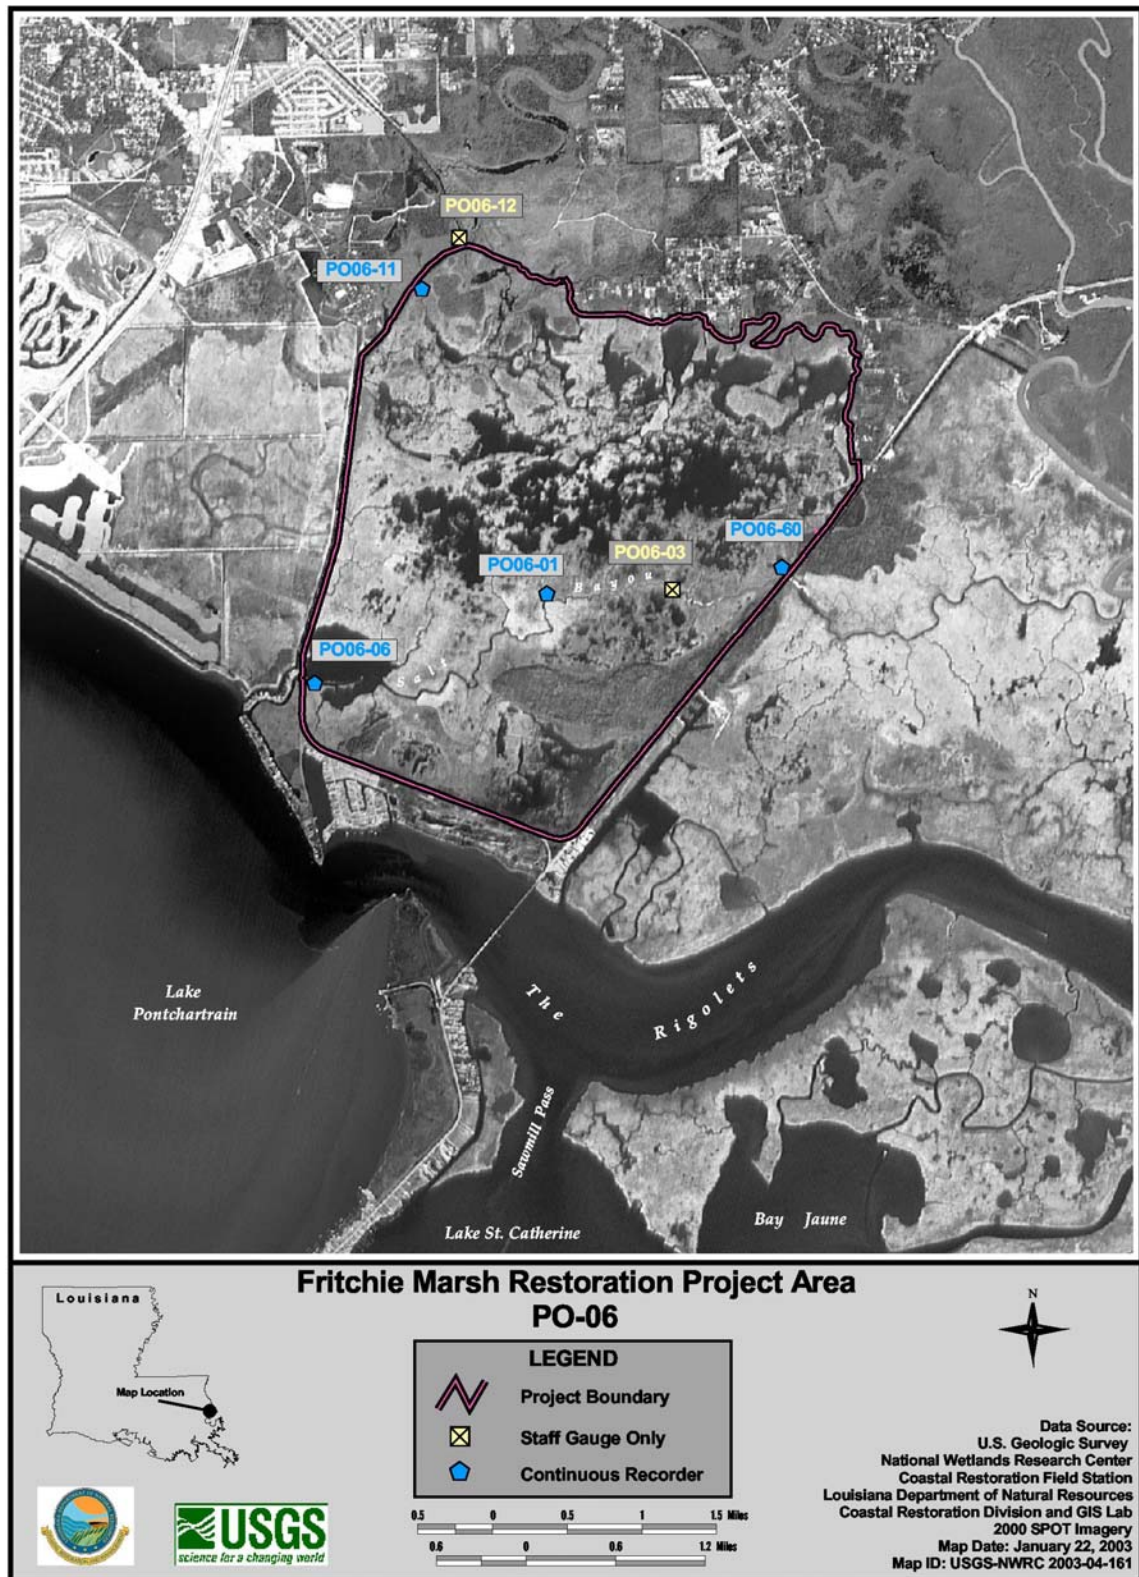 PO06-12
PO06-11
PO06-60
PO06-03
PO06-01
Bayou
PO06-06
Salt
Lake
Pontchartrain
The
Rigolets
Sawmill Pass
Lake St. Catherine
Bay Jaune
Fritchie Marsh Restoration Project Area
PO-06
Louisiana
Map Location
N
LEGEND
Project Boundary
Staff Gauge Only
Continuous Recorder
0.5 0 0.5 1 1.5 Miles
0.6 0 0.6 1.2 Miles
USGS
science for a changing world
Data Source:
U.S. Geologic Survey
National Wetlands Research Center
Coastal Restoration Field Station
Louisiana Department of Natural Resources
Coastal Restoration Division and GIS Lab
2000 SPOT Imagery
Map Date: January 22, 2003
Map ID: USGS-NWRC 2003-04-161